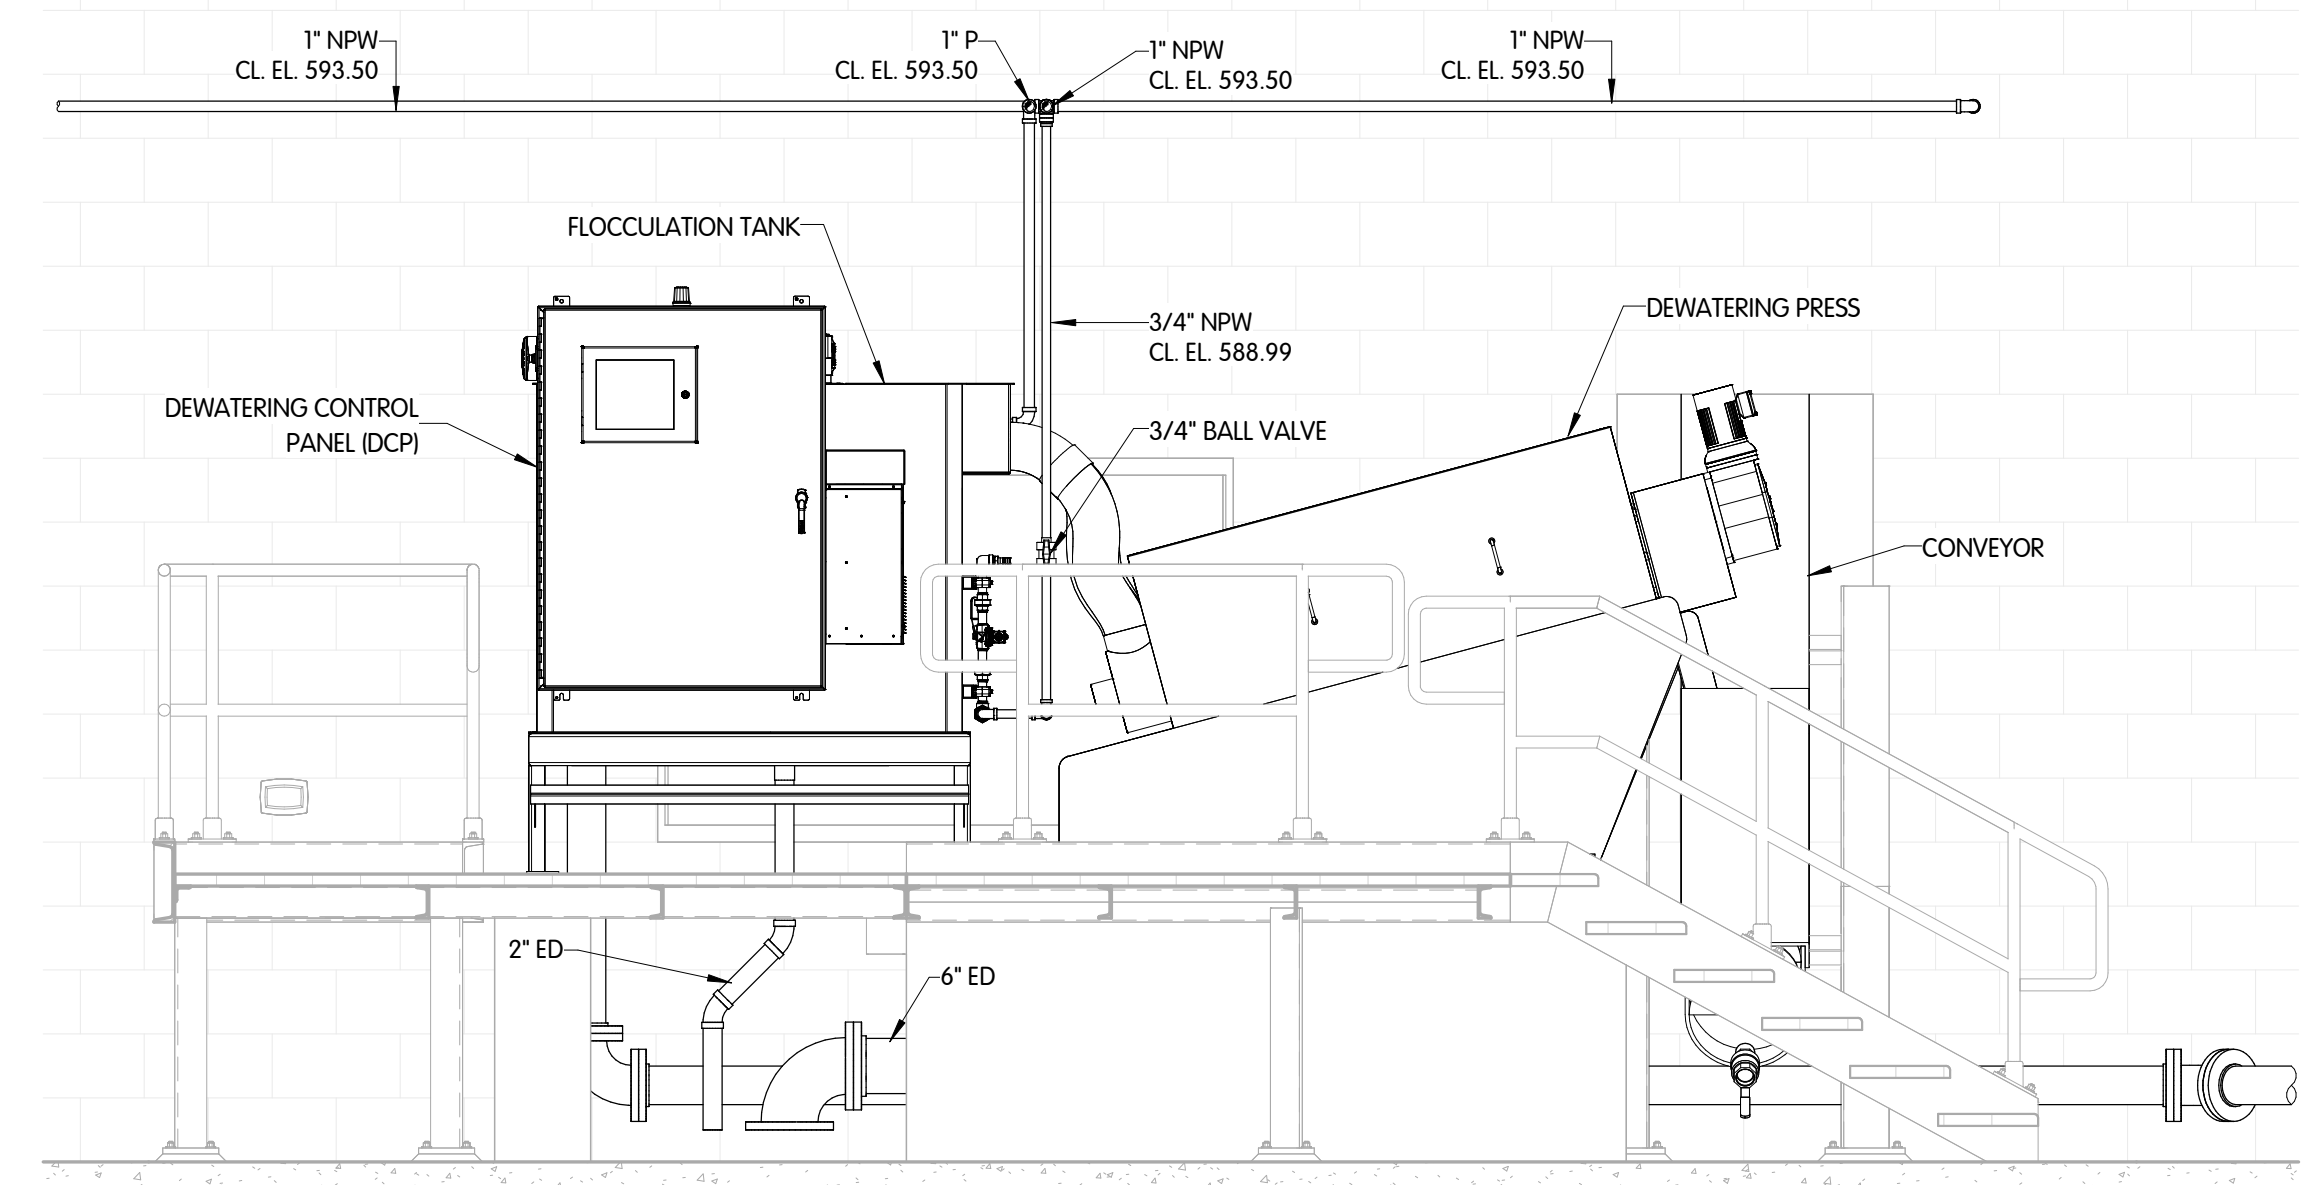 1" NPW
CL. EL. 593.50
1" P
CL. EL. 593.50
1" NPW
CL. EL. 593.50
1" NPW
CL. EL. 593.50
FLOCCULATION TANK
DEWATERING PRESS
3/4" NPW
CL. EL. 588.99
DEWATERING CONTROL
PANEL (DCP)
3/4" BALL VALVE
CONVEYOR
2" ED
6" ED